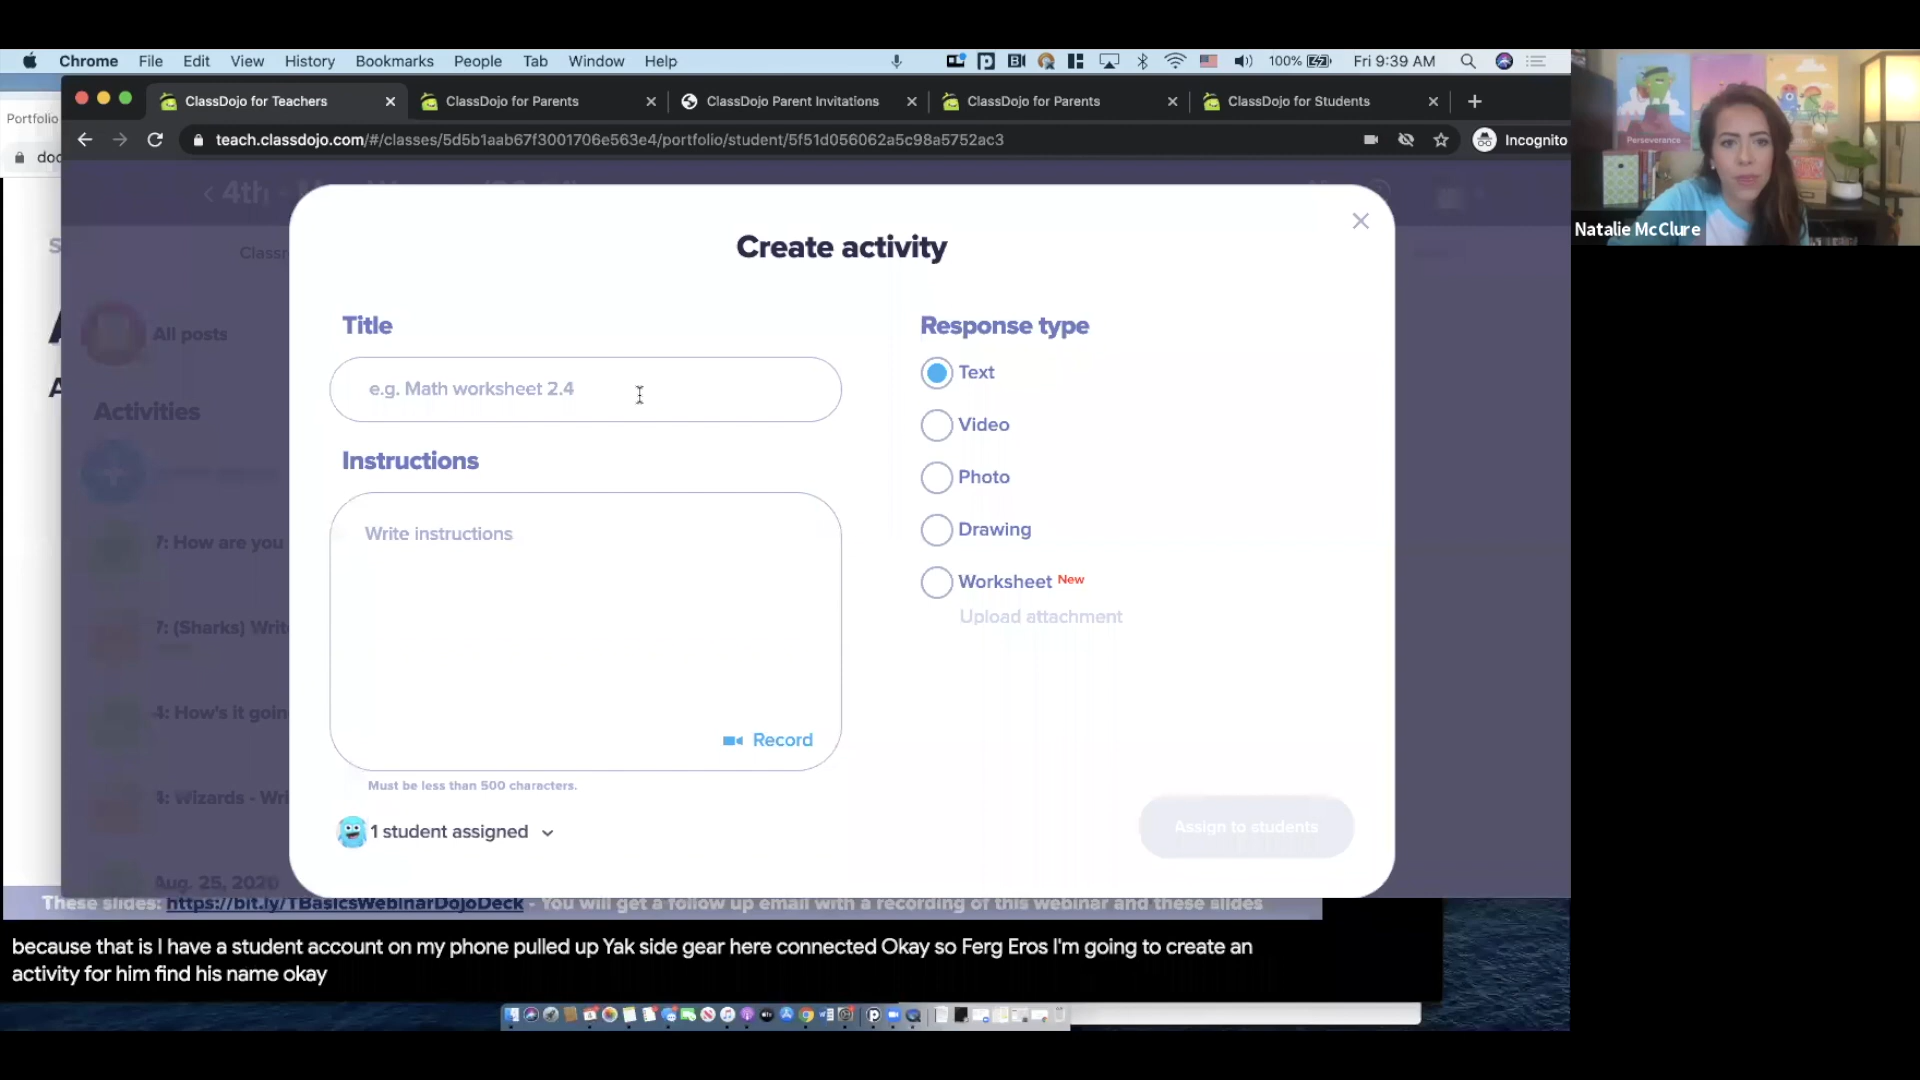 Chrome File Edit View History Bookmarks People Tab Window Help 100% Fri 9:39 AM
ClassDojo for Teachers ClassDojo for Parents ClassDojo Parent Invitations ClassDojo for Parents ClassDojo for Students
Portfolio
teach.classdojo.com/#/classes/5d5b1aab67f3001706e563e4/portfolio/student/5f51d056062a5c98a5752ac3 Incognito
Perseverance
Natalie McClure
4th -
Create activity
All posts
Title
e.g. Math worksheet 2.4
Response type
Text
Video
Photo
Drawing
Worksheet New
Upload attachment
Activities
Instructions
Write instructions
Record
Must be less than 500 characters.
1 student assigned
Assign to students
7: How are you
7: (Sharks) Writ
4: How's it goin
4: Wizards - Wri
Aug. 25, 2020
These slides: https://bit.ly/TBasicsWebinarDojoDeck - You will get a follow up email with a recording of this webinar and these slides
because that is I have a student account on my phone pulled up Yak side gear here connected Okay so Ferg Eros I'm going to create an
activity for him find his name okay